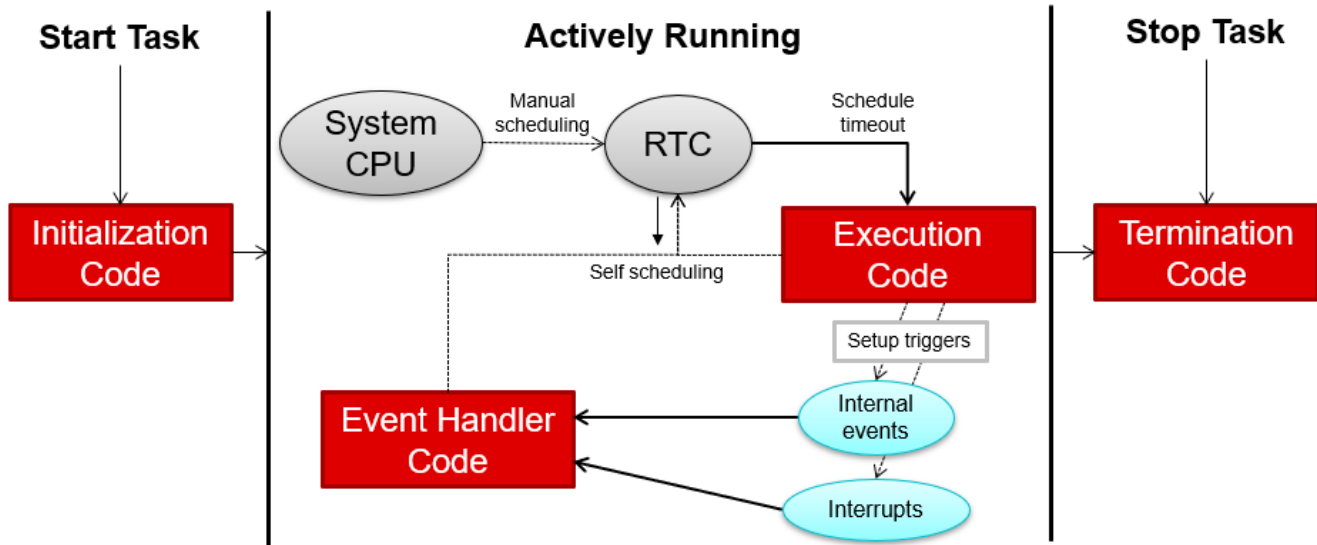 Start Task
Actively Running
Stop Task
System
CPU
Manual
scheduling
RTC
Schedule
timeout
Initialization
Code
Self scheduling
Execution
Code
Termination
Code
Setup triggers
Event Handler
Code
Internal
events
Interrupts